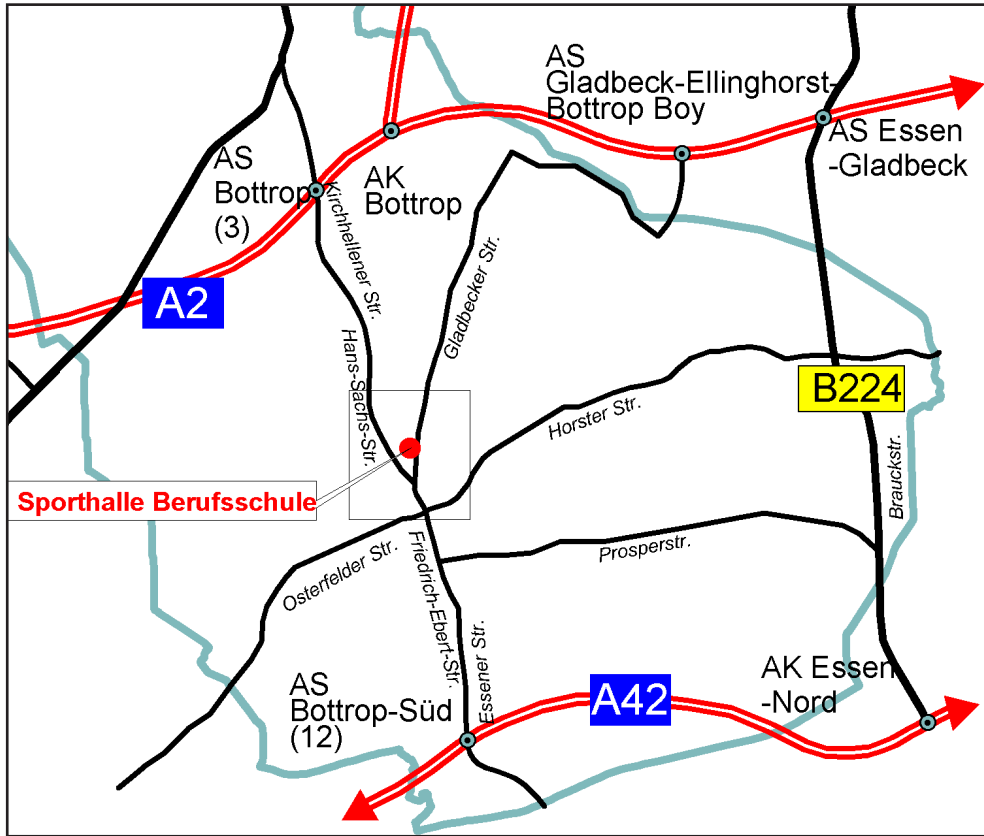 AS
Gladbeck-Ellinghorst-
Bottrop Boy
AS Essen
-Gladbeck
AS
Bottrop
(3)
AK
Bottrop
Kirchhellener Str.
A2
Gladbecker Str.
Hans-Sachs-Str.
B224
Horster Str.
Brauckstr.
Sporthalle Berufsschule
Osterfelder Str.
Friedrich-Ebert-Str.
Prosperstr.
Essener Str.
AS
Bottrop-Süd
(12)
A42
AK Essen
-Nord